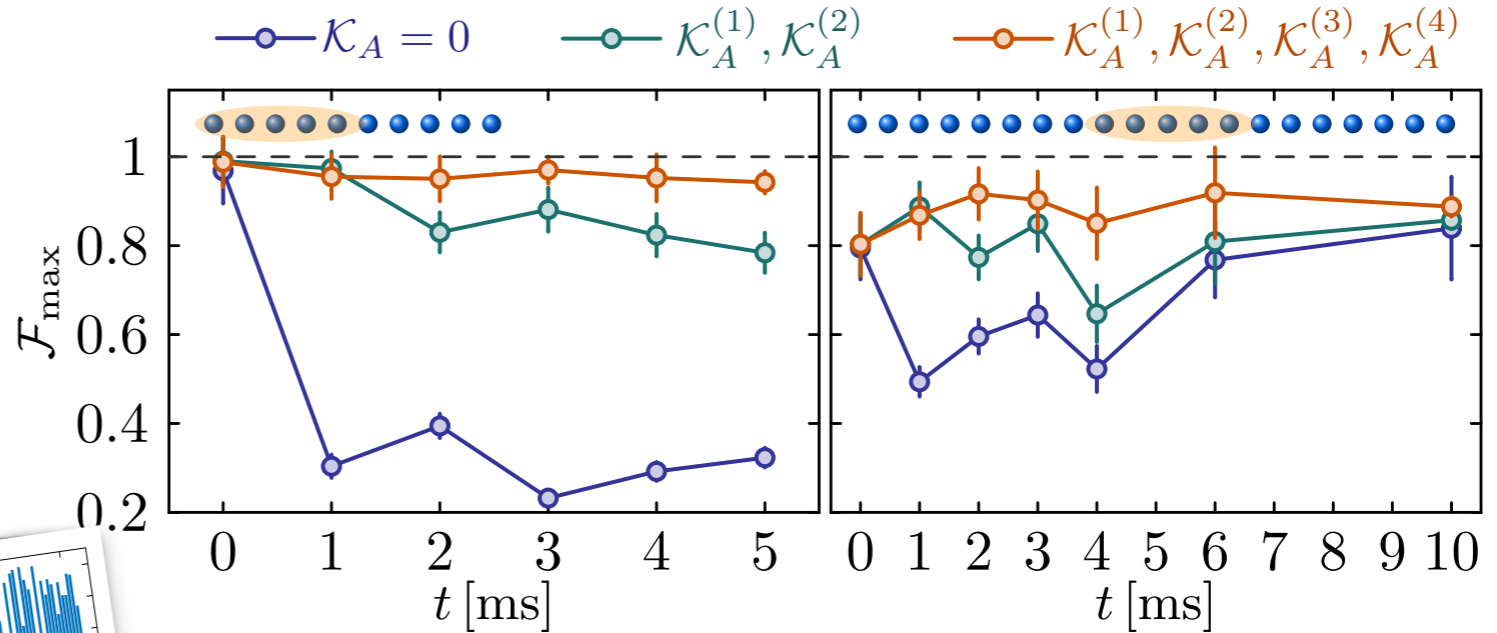 𝒦_A = 0 𝒦_A^(1), 𝒦_A^(2) 𝒦_A^(1), 𝒦_A^(2), 𝒦_A^(3), 𝒦_A^(4)
1
0.8
0.6
0.4
0.2
ℱ_max
0 1 2 3 4 5
0 1 2 3 4 5 6 7 8 9 10
t [ms]
t [ms]